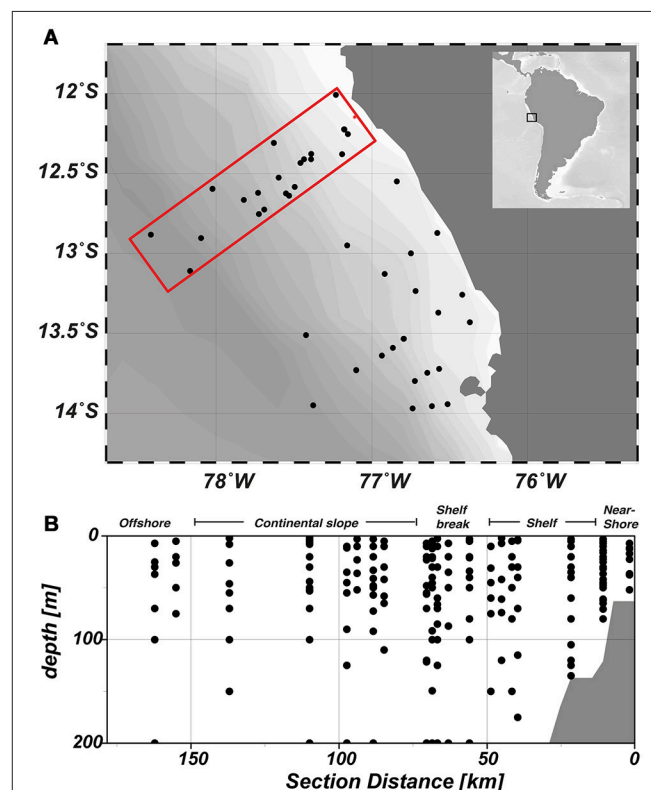 A
12˚S
12.5˚S
13˚S
13.5˚S
14˚S
78˚W
77˚W
76˚W
B
Offshore
Continental slope
Shelf
break
Shelf
Near-
Shore
0
100
200
depth [m]
150
100
50
0
Section Distance [km]